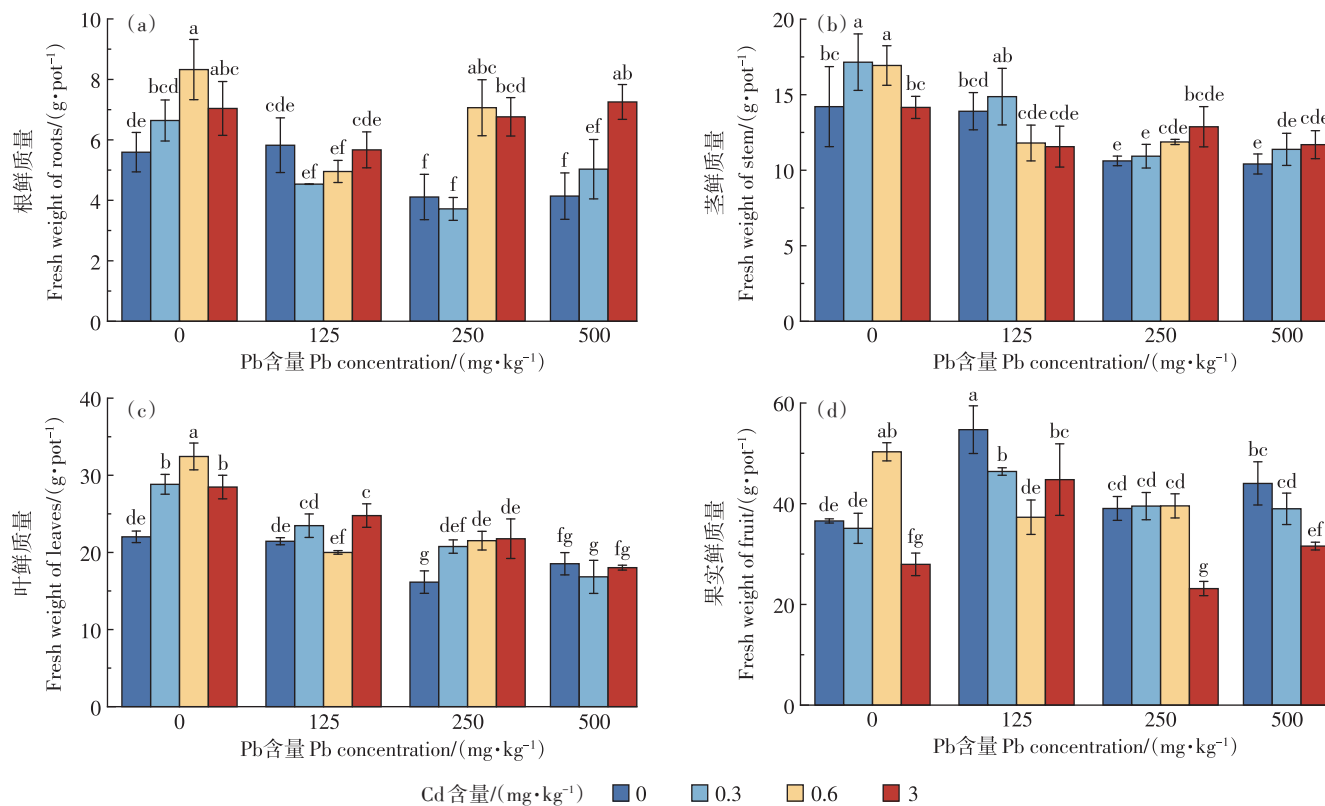 (a)
根鲜质量
Fresh weight of roots/(g•pot⁻¹)
10
8
6
4
2
0
de
bcd
a
abc
cde
ef
ef
cde
f
f
abc
bcd
f
ef
ab
0 125 250 500
Pb含量 Pb concentration/(mg•kg⁻¹)
(b)
茎鲜质量
Fresh weight of stem/(g•pot⁻¹)
20
15
10
5
0
bc
a
a
bc
bcd
ab
cde
cde
e
e
cde
bcde
e
de
cde
0 125 250 500
Pb含量 Pb concentration/(mg•kg⁻¹)
(c)
叶鲜质量
Fresh weight of leaves/(g•pot⁻¹)
40
30
20
10
0
de
b
a
b
de
cd
ef
c
g
def
de
de
fg
g
fg
0 125 250 500
Pb含量 Pb concentration/(mg•kg⁻¹)
(d)
果实鲜质量
Fresh weight of fruit/(g•pot⁻¹)
60
40
20
0
de
de
ab
fg
a
b
de
bc
cd
cd
cd
g
bc
cd
ef
0 125 250 500
Pb含量 Pb concentration/(mg•kg⁻¹)
Cd含量/(mg•kg⁻¹) 0 0.3 0.6 3